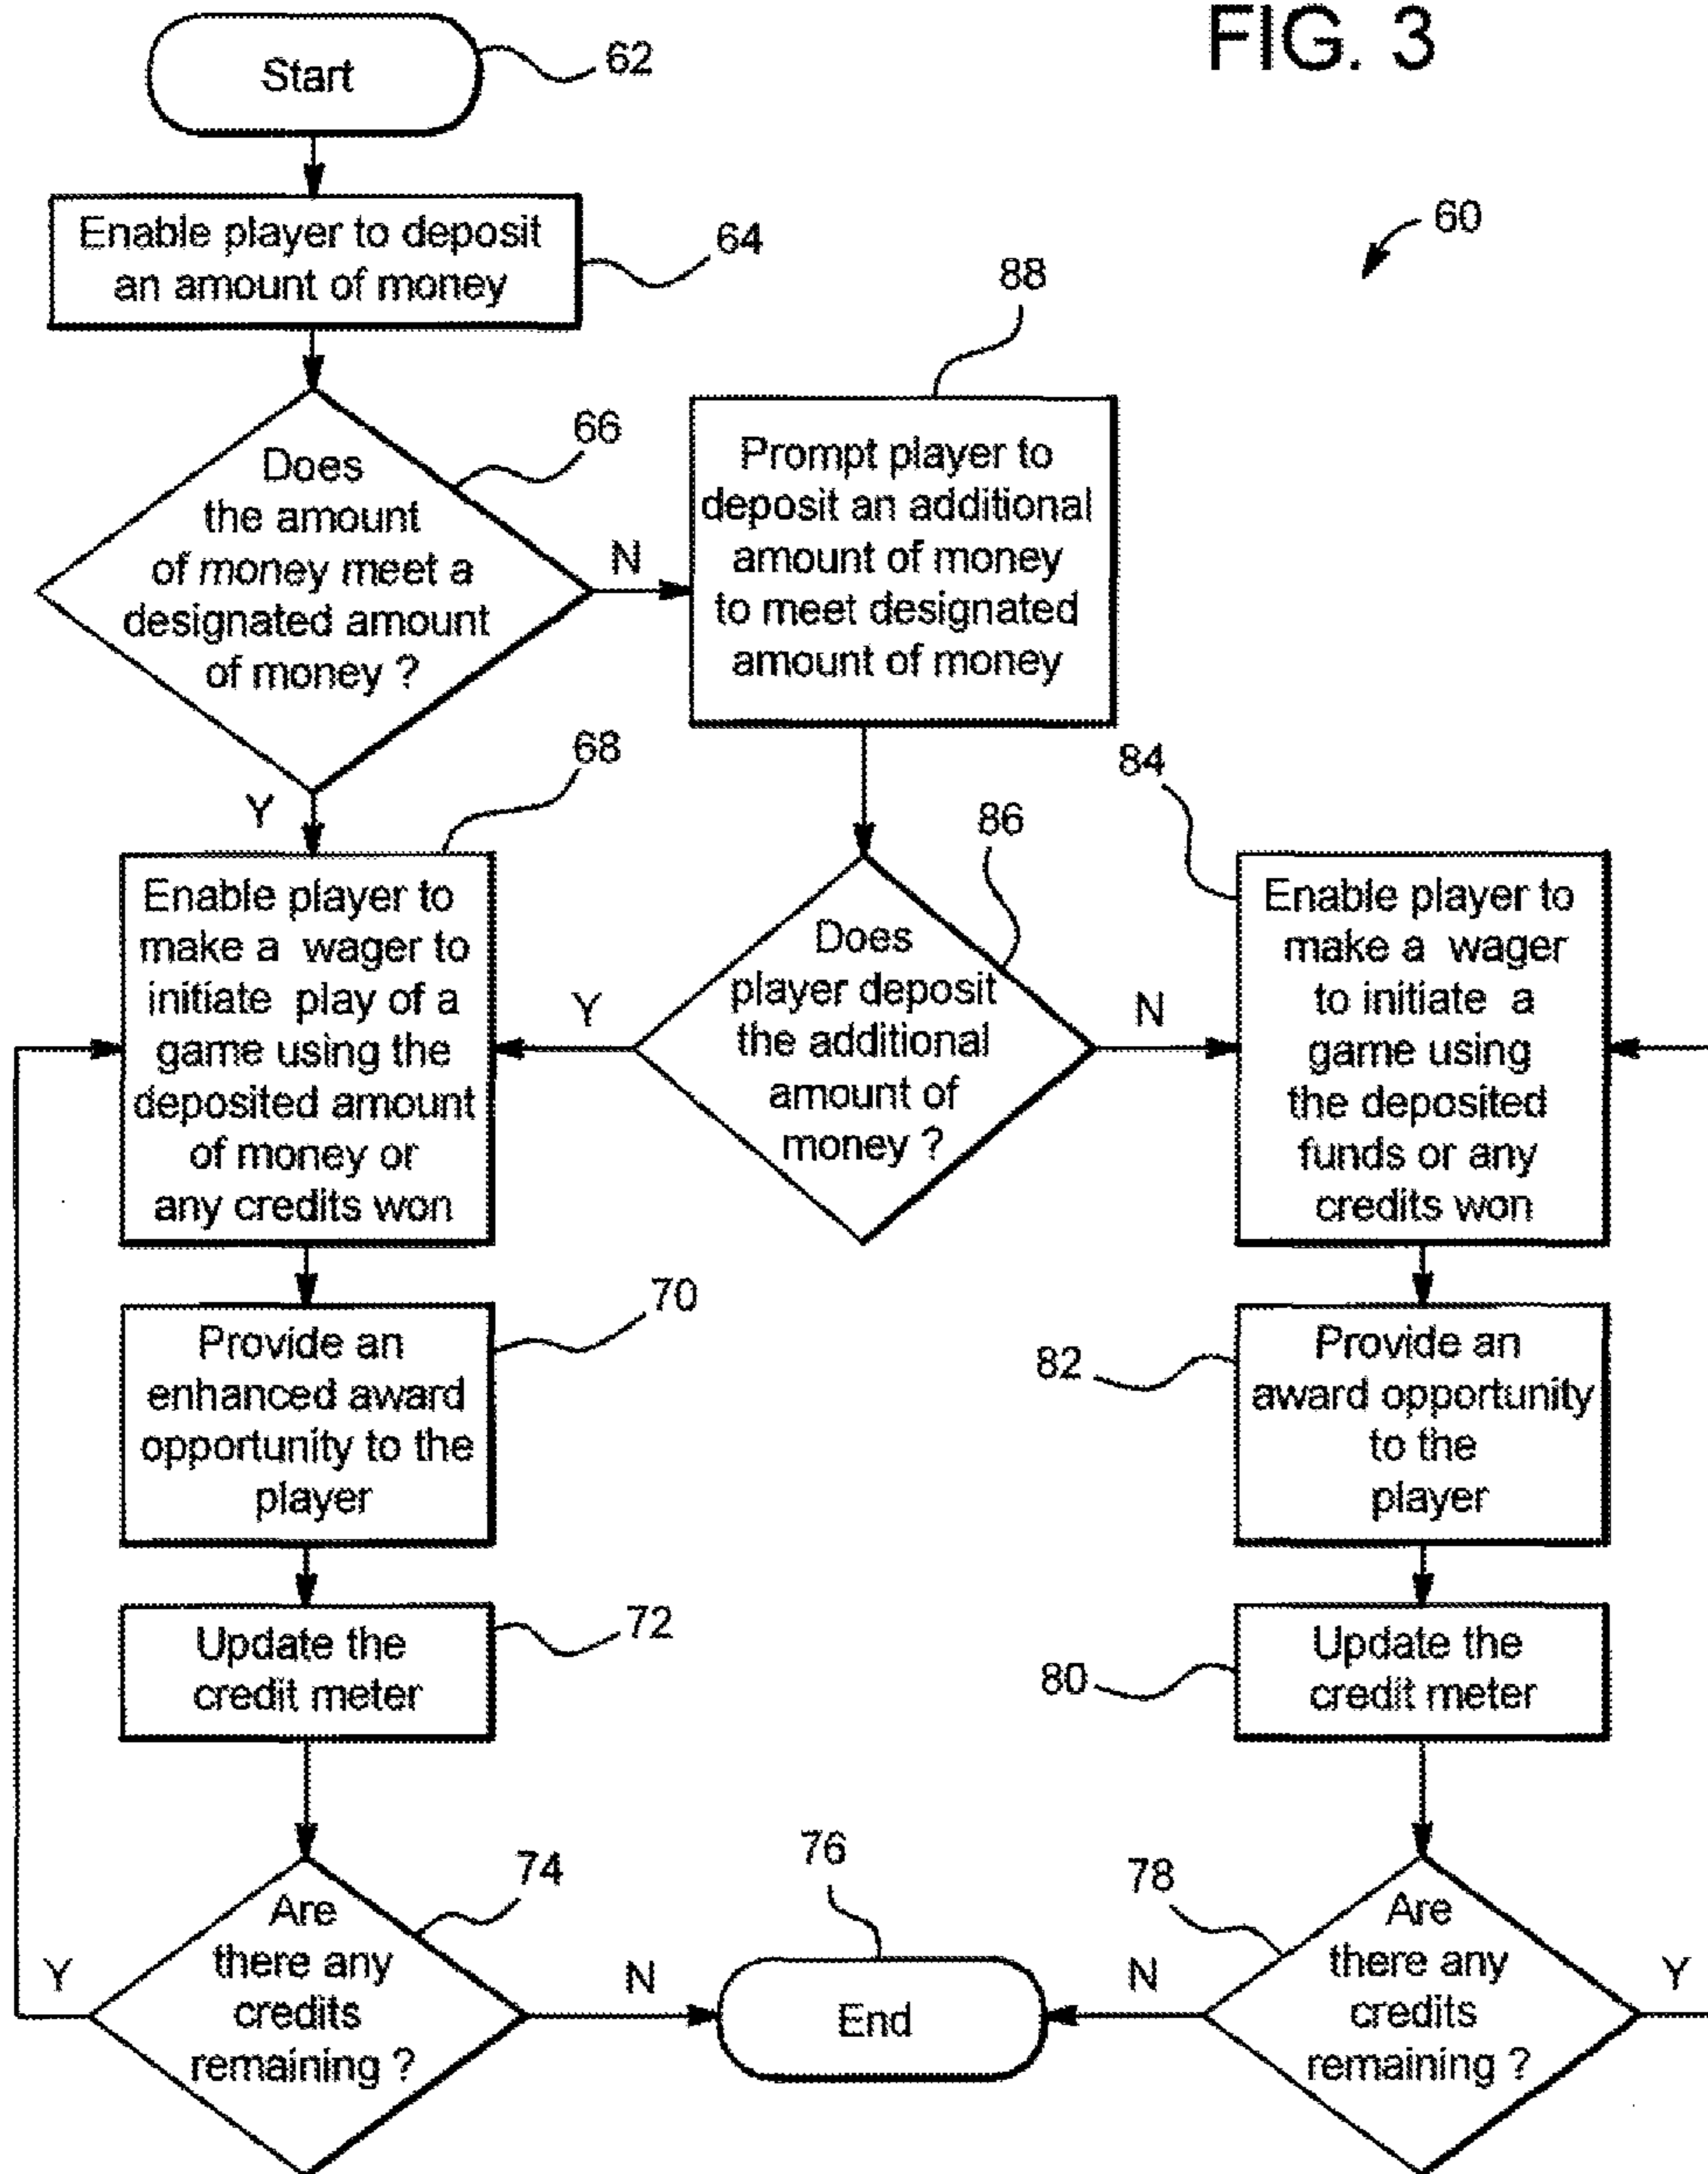 FIG. 3
Start
62
Enable player to deposit
an amount of money
64
60
88
Does
the amount
of money meet a
designated amount
of money ?
66
N
Prompt player to
deposit an additional
amount of money
to meet designated
amount of money
Y
68
84
86
Enable player to
make a wager to
initiate play of a
game using the
deposited amount
of money or
any credits won
Y
Does
player deposit
the additional
amount of
money ?
N
Enable player to
make a wager
to initiate a
game using
the deposited
funds or any
credits won
Provide an
enhanced award
opportunity to the
player
70
82
Provide an
award opportunity
to the
player
Update the
credit meter
72
80
Update the
credit meter
Y
Are
there any
credits
remaining ?
74
N
76
End
N
78
Are
there any
credits
remaining ?
Y